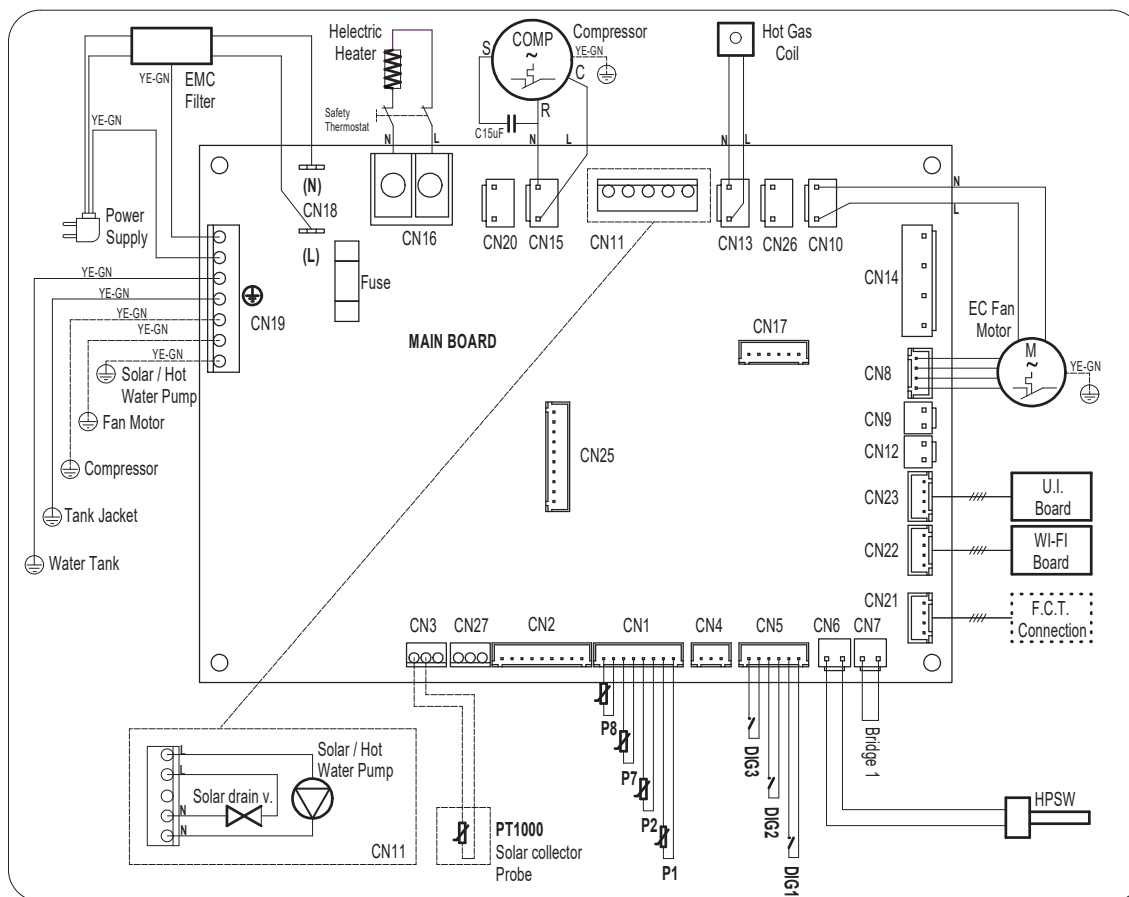 Helectric
Heater
Compressor
Hot Gas
Coil
COMP
~
S
C
R
YE-GN
C15uF
EMC
Filter
YE-GN
YE-GN
Safety
Thermostat
N
L
N
L
N
L
N
L
Power
Supply
(N)
CN18
(L)
CN16
CN20
CN15
CN11
CN13
CN26
CN10
CN14
Fuse
YE-GN
YE-GN
YE-GN
YE-GN
YE-GN
CN19
MAIN BOARD
CN17
EC Fan
Motor
M
~
YE-GN
CN8
CN9
CN12
Solar / Hot
Water Pump
Fan Motor
Compressor
Tank Jacket
Water Tank
CN25
CN23
U.I.
Board
CN22
WI-FI
Board
CN21
F.C.T.
Connection
CN3
CN27
CN2
CN1
CN4
CN5
CN6
CN7
P8
P7
P2
P1
DIG3
DIG2
DIG1
Bridge 1
HPSW
L
L
N
N
Solar / Hot
Water Pump
Solar drain v.
CN11
PT1000
Solar collector
Probe